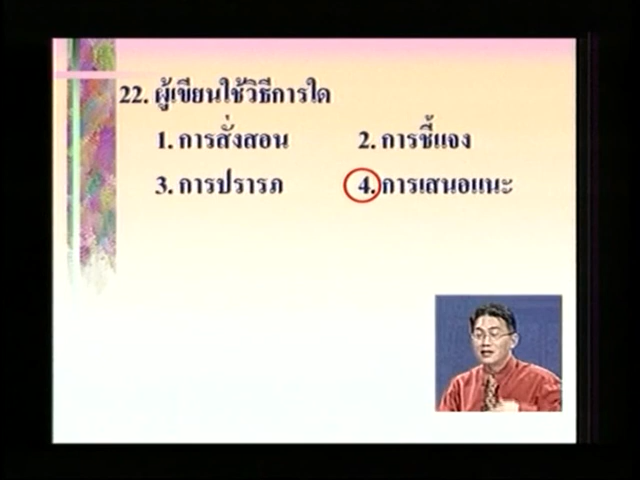 22. ผู้เขียนใช้วิธีการใด
1. การสั่งสอน 2. การชี้แจง
3. การปรารภ 4. การเสนอแนะ